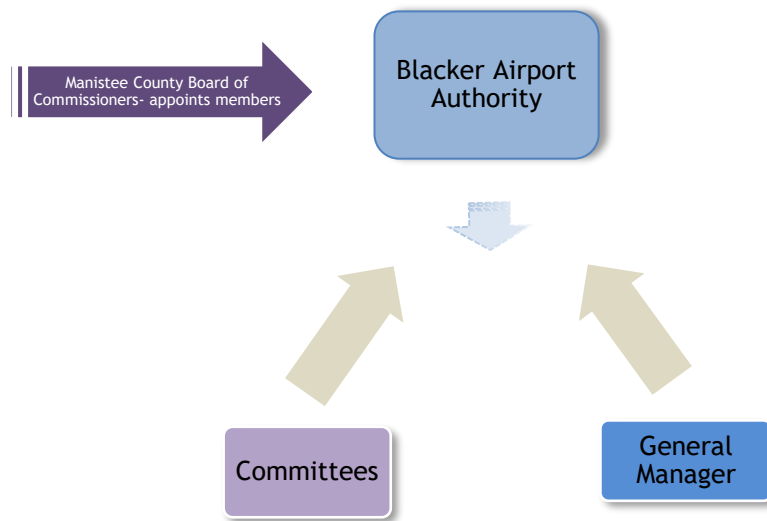 Manistee County Board of
Commissioners- appoints members
Blacker Airport
Authority
Committees
General
Manager